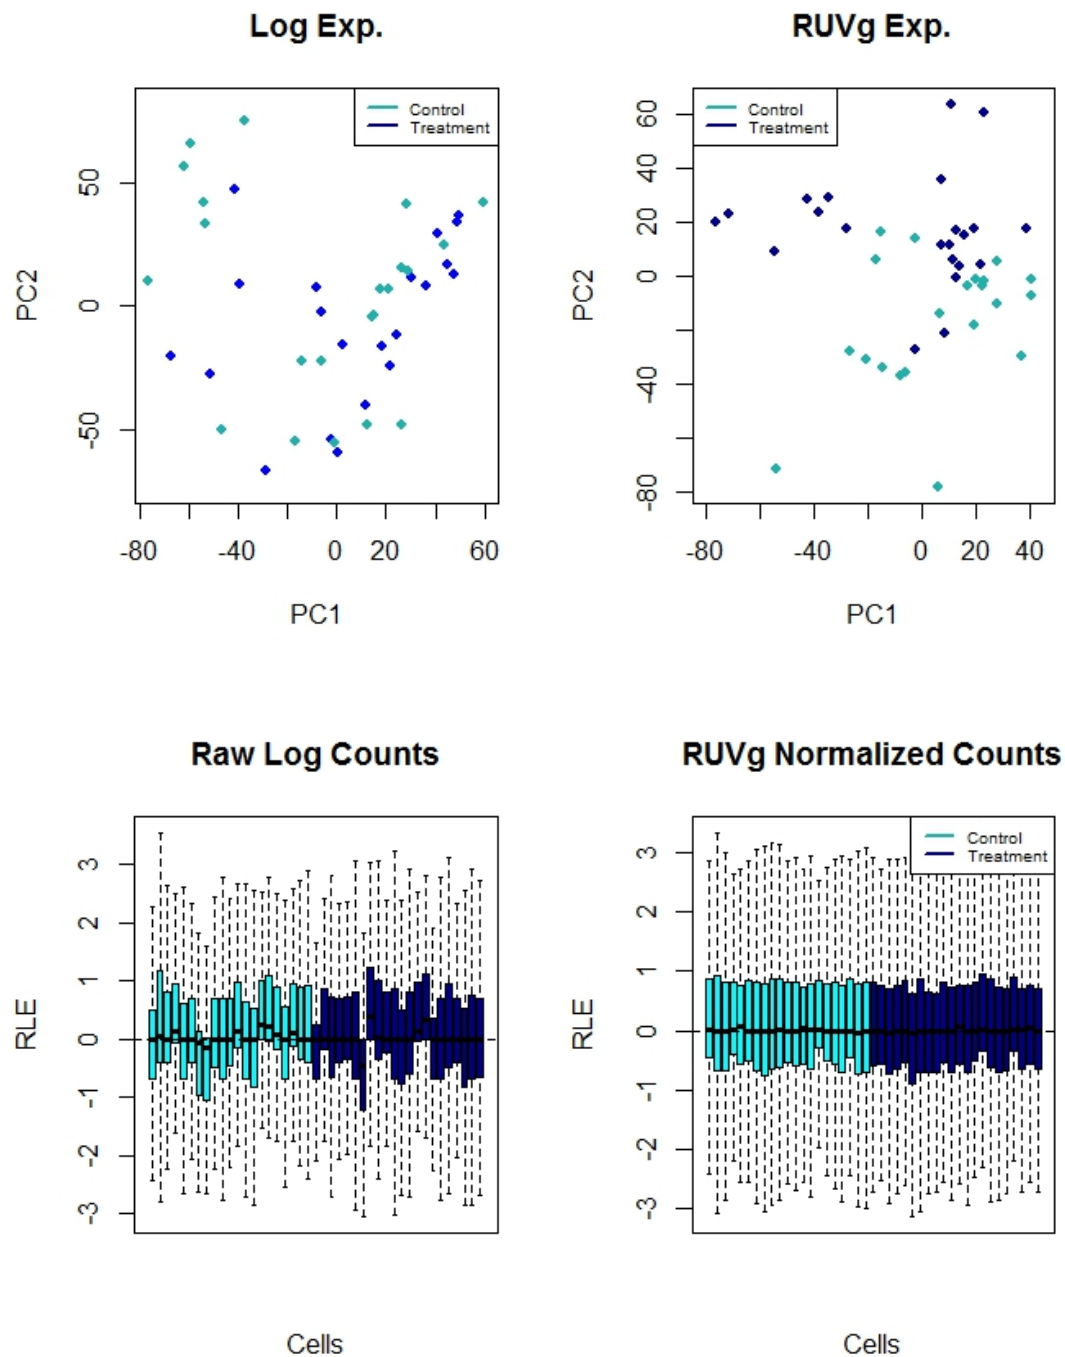 Log Exp.
Control
Treatment
50
0
-50
PC2
-80
-40
0
20
60
PC1
RUVg Exp.
Control
Treatment
60
40
20
0
-40
-80
PC2
-80
-40
0
20
40
PC1
Raw Log Counts
3
2
1
0
-1
-2
-3
RLE
Cells
RUVg Normalized Counts
Control
Treatment
3
2
1
0
-1
-2
-3
RLE
Cells